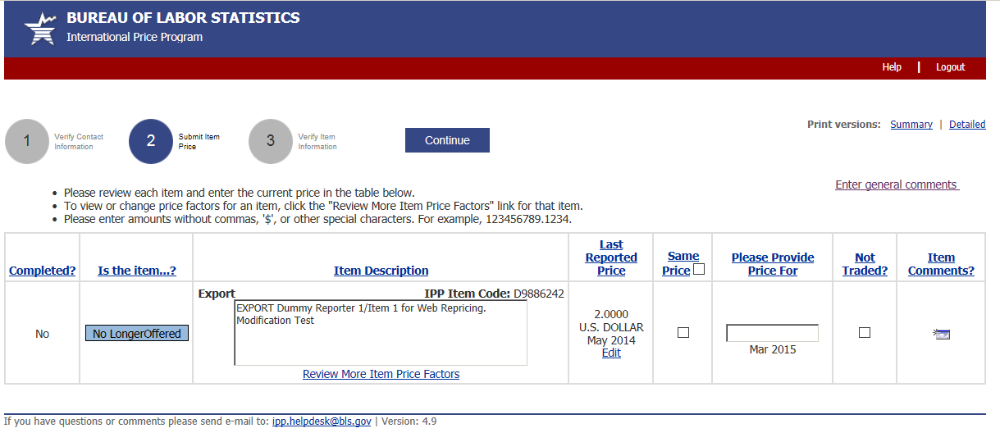 BUREAU OF LABOR STATISTICS
International Price Program
Help | Logout
1 Verify Contact
Information
2 Submit Item
Price
3 Verify Item
Information
Continue
Print versions: Summary | Detailed
Enter general comments
• Please review each item and enter the current price in the table below.
• To view or change price factors for an item, click the "Review More Item Price Factors" link for that item.
• Please enter amounts without commas, '$', or other special characters. For example, 123456789.1234.
Completed?
Is the item...?
Item Description
Last
Reported
Price
Same
Price
Please Provide
Price For
Not
Traded?
Item
Comments?
No
No LongerOffered
Export IPP Item Code: D9886242
EXPORT Dummy Reporter 1/Item 1 for Web Repricing.
Modification Test
Review More Item Price Factors
2.0000
U.S. DOLLAR
May 2014
Edit
Mar 2015
If you have questions or comments please send e-mail to: ipp.helpdesk@bls.gov | Version: 4.9